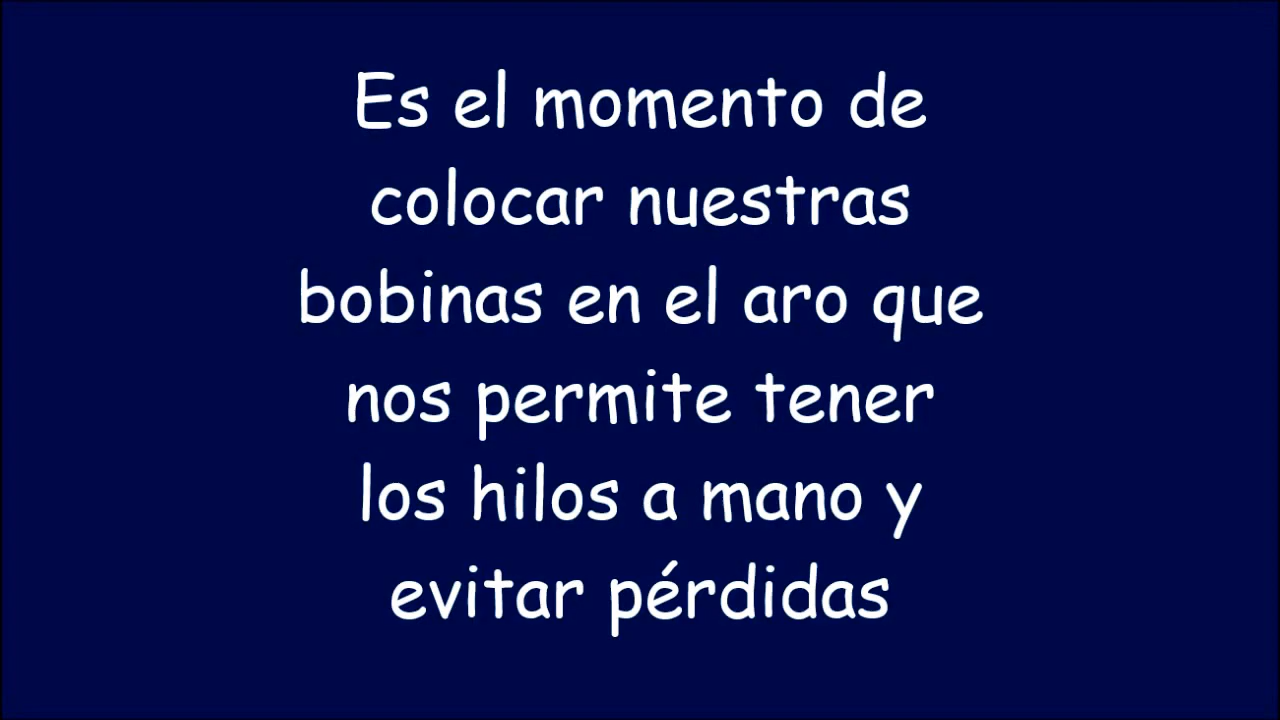 Es el momento de
colocar nuestras
bobinas en el aro que
nos permite tener
los hilos a mano y
evitar pérdidas